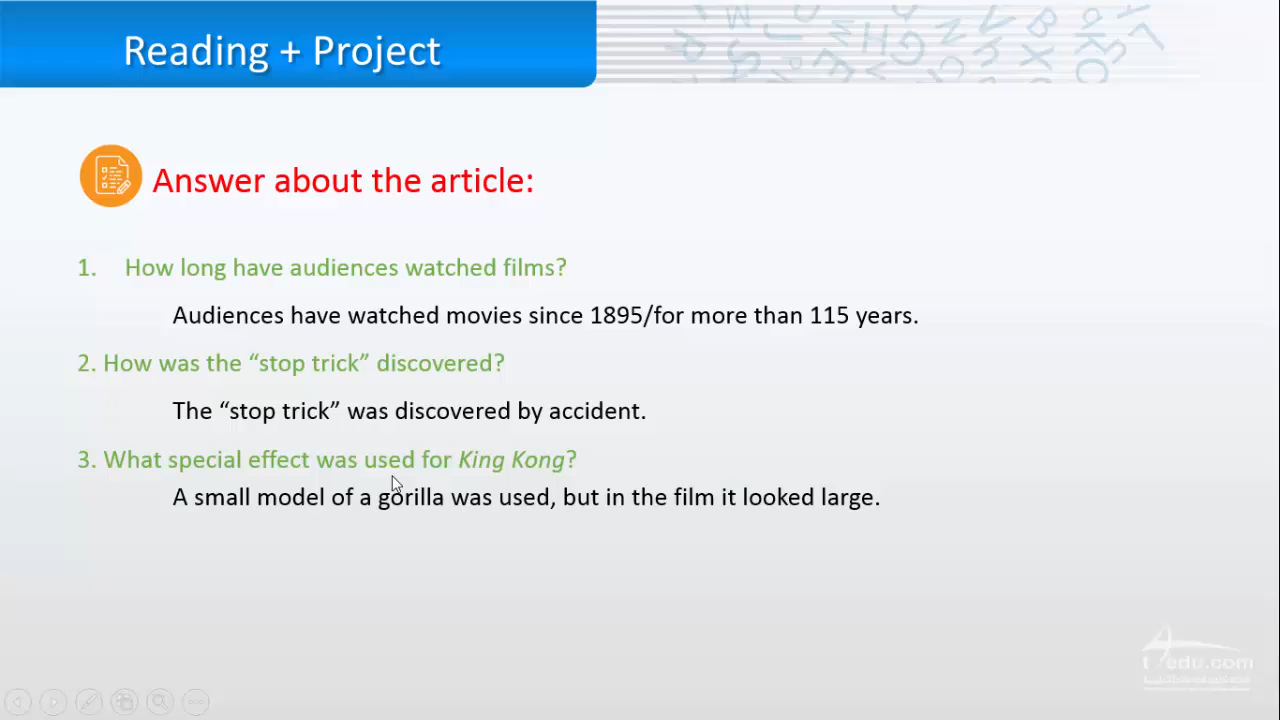 Reading + Project
Answer about the article:
1. How long have audiences watched films?
Audiences have watched movies since 1895/for more than 115 years.
2. How was the “stop trick” discovered?
The “stop trick” was discovered by accident.
3. What special effect was used for King Kong?
A small model of a gorilla was used, but in the film it looked large.